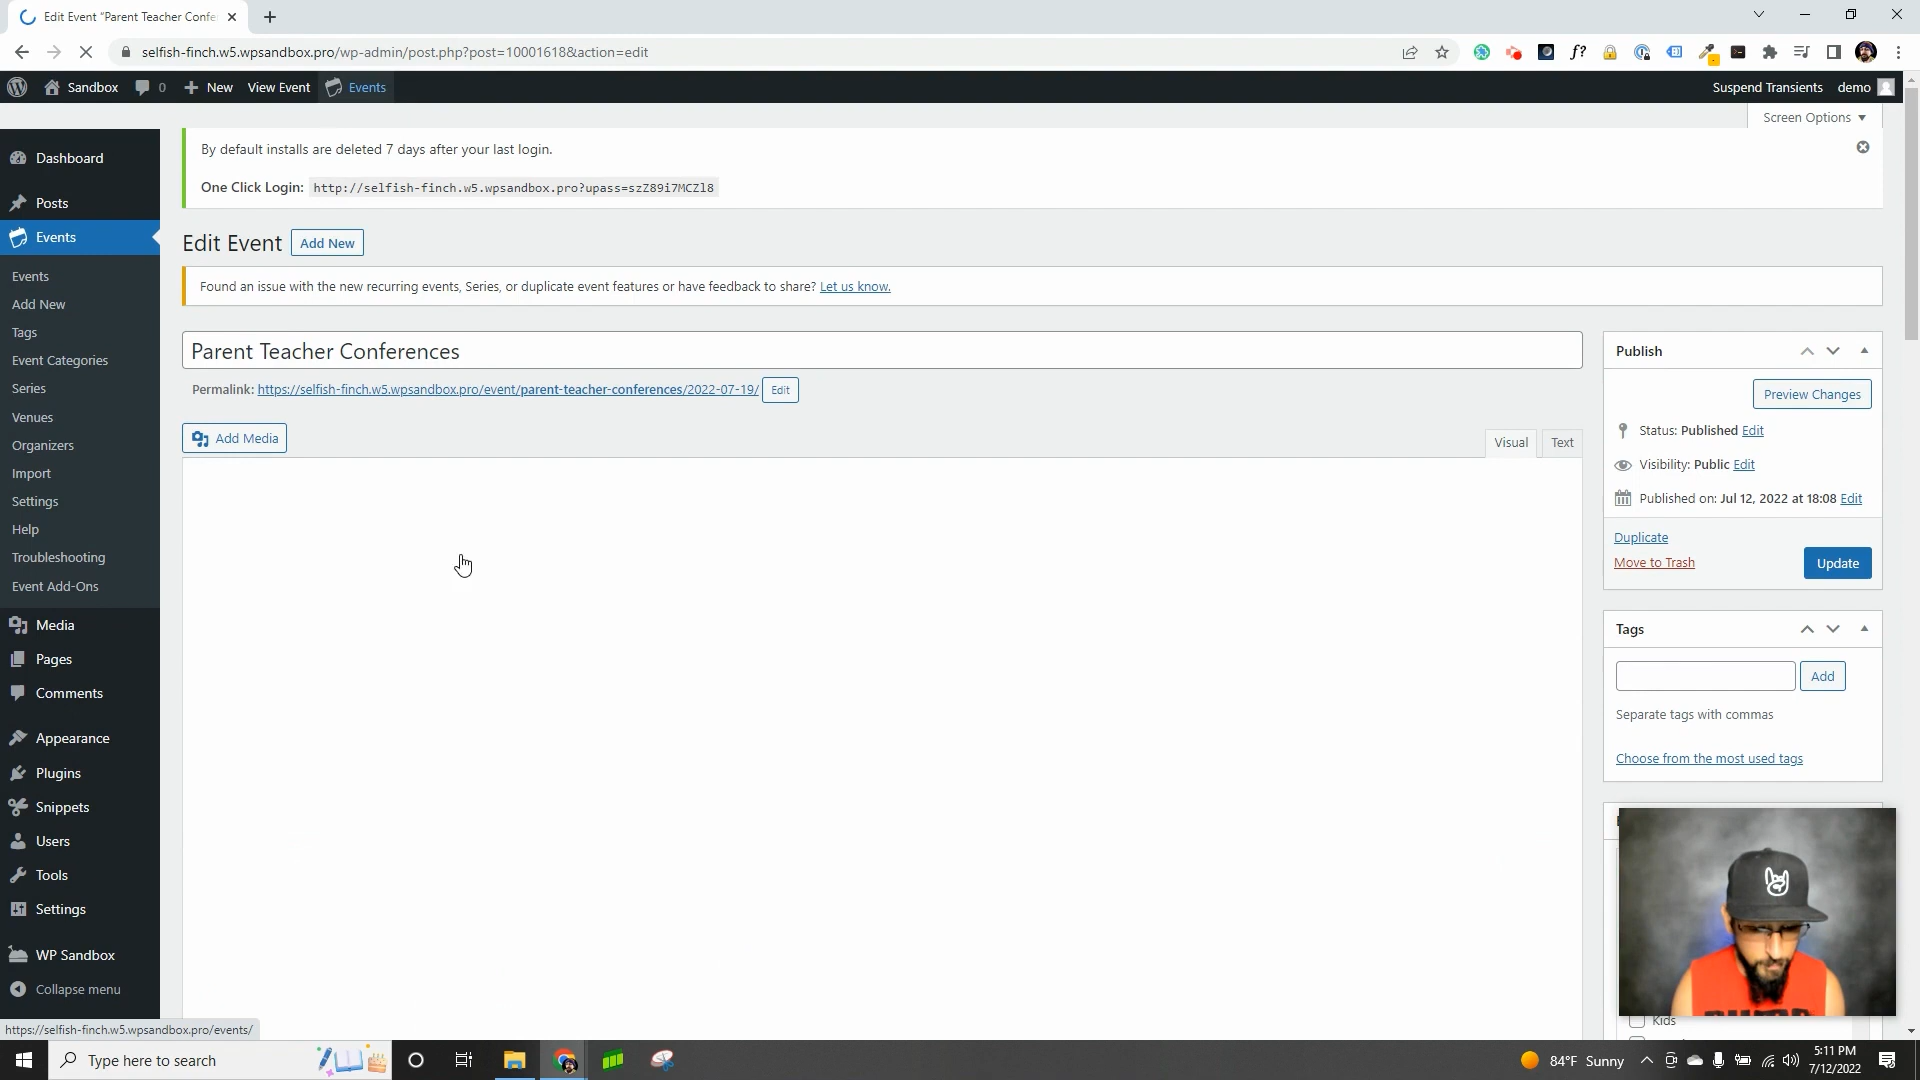 Edit Event “Parent Teacher Confe
selfish-finch.w5.wpsandbox.pro/wp-admin/post.php?post=10001618&action=edit
Sandbox 0 New View Event Events Suspend Transients demo
Screen Options
By default installs are deleted 7 days after your last login.
One Click Login: http://selfish-finch.w5.wpsandbox.pro?upass=szZ89i7MCZl8
Dashboard
Posts
Events
Events
Add New
Tags
Event Categories
Series
Venues
Organizers
Import
Settings
Help
Troubleshooting
Event Add-Ons
Media
Pages
Comments
Appearance
Plugins
Snippets
Users
Tools
Settings
WP Sandbox
Collapse menu
Edit Event Add New
Found an issue with the new recurring events, Series, or duplicate event features or have feedback to share? Let us know.
Parent Teacher Conferences
Permalink: https://selfish-finch.w5.wpsandbox.pro/event/parent-teacher-conferences/2022-07-19/ Edit
Add Media
Visual Text
Publish
Preview Changes
Status: Published Edit
Visibility: Public Edit
Published on: Jul 12, 2022 at 18:08 Edit
Duplicate
Move to Trash
Update
Tags
Add
Separate tags with commas
Choose from the most used tags
Kids
https://selfish-finch.w5.wpsandbox.pro/events/
Type here to search
84°F Sunny
5:11 PM
7/12/2022